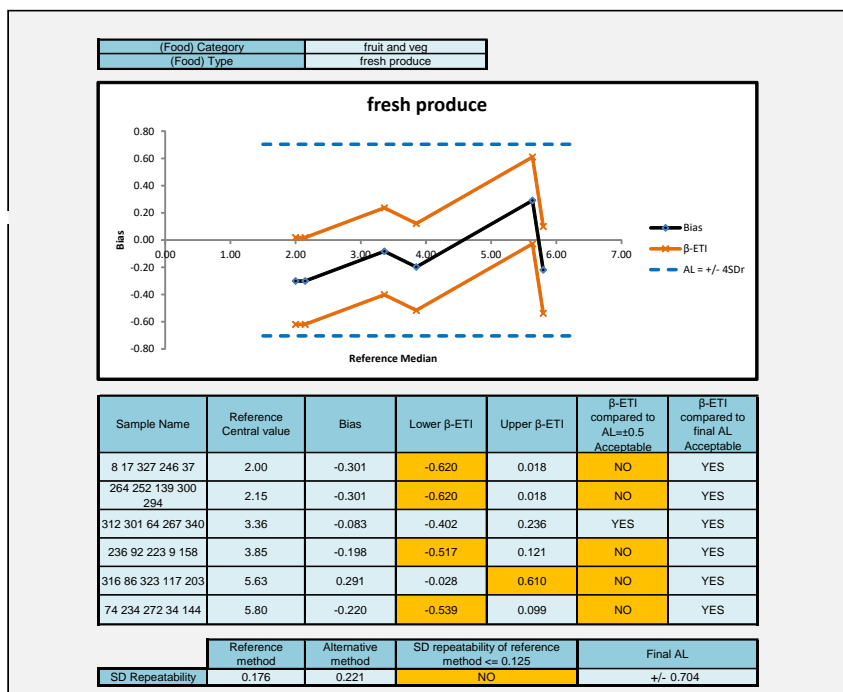 (Food) Category fruit and veg
(Food) Type fresh produce
fresh produce
0.80
0.60
0.40
0.20
0.00
-0.20
-0.40
-0.60
-0.80
0.00 1.00 2.00 3.00 4.00 5.00 6.00 7.00
Bias
Reference Median
Bias
β-ETI
AL = +/- 4SDr
Sample Name Reference Central value Bias Lower β-ETI Upper β-ETI β-ETI compared to AL=±0.5 Acceptable β-ETI compared to final AL Acceptable
8 17 327 246 37 2.00 -0.301 -0.620 0.018 NO YES
264 252 139 300 294 2.15 -0.301 -0.620 0.018 NO YES
312 301 64 267 340 3.36 -0.083 -0.402 0.236 YES YES
236 92 223 9 158 3.85 -0.198 -0.517 0.121 NO YES
316 86 323 117 203 5.63 0.291 -0.028 0.610 NO YES
74 234 272 34 144 5.80 -0.220 -0.539 0.099 NO YES
Reference method Alternative method SD repeatability of reference method <= 0.125 Final AL
SD Repeatability 0.176 0.221 NO +/- 0.704